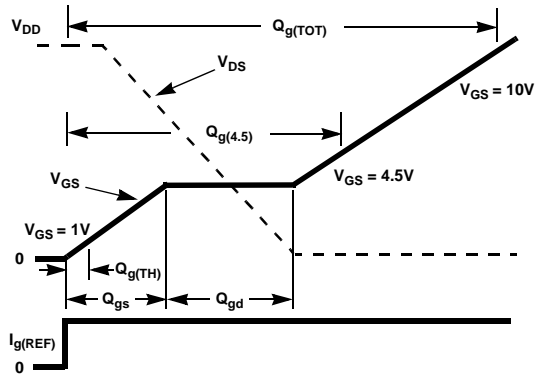 V_DD
Q_g(TOT)
V_DS
V_GS = 10V
Q_g(4.5)
V_GS
V_GS = 4.5V
V_GS = 1V
0
Q_g(TH)
Q_gs
Q_gd
I_g(REF)
0